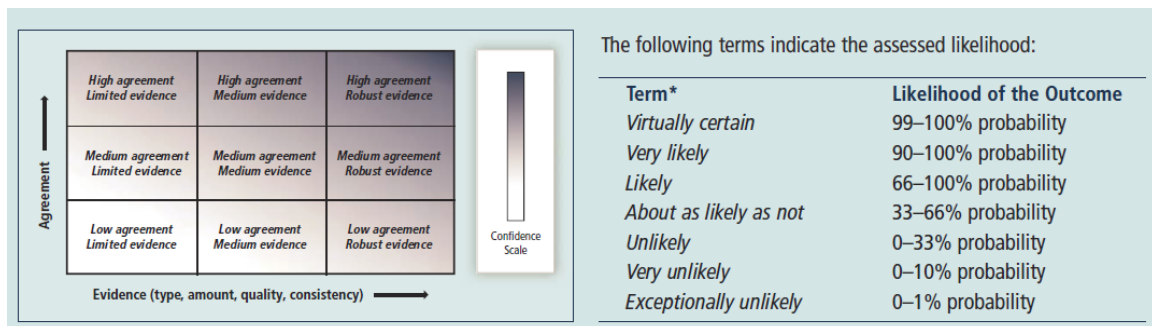 High agreement
Limited evidence
High agreement
Medium evidence
High agreement
Robust evidence
Medium agreement
Limited evidence
Medium agreement
Medium evidence
Medium agreement
Robust evidence
Low agreement
Limited evidence
Low agreement
Medium evidence
Low agreement
Robust evidence
Agreement
Evidence (type, amount, quality, consistency)
Confidence
Scale
The following terms indicate the assessed likelihood:
Term* Likelihood of the Outcome
Virtually certain 99–100% probability
Very likely 90–100% probability
Likely 66–100% probability
About as likely as not 33–66% probability
Unlikely 0–33% probability
Very unlikely 0–10% probability
Exceptionally unlikely 0–1% probability